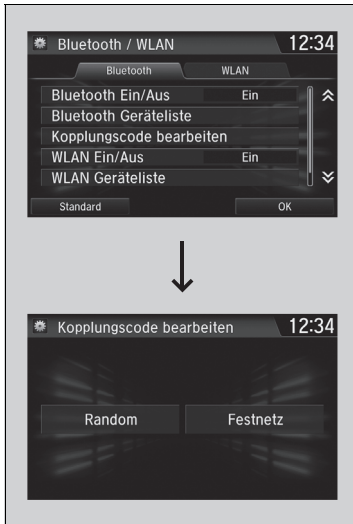 Bluetooth / WLAN 12:34
Bluetooth WLAN
Bluetooth Ein/Aus Ein
Bluetooth Geräteliste
Kopplungscode bearbeiten
WLAN Ein/Aus Ein
WLAN Geräteliste
Standard OK
Kopplungscode bearbeiten 12:34
Random Festnetz